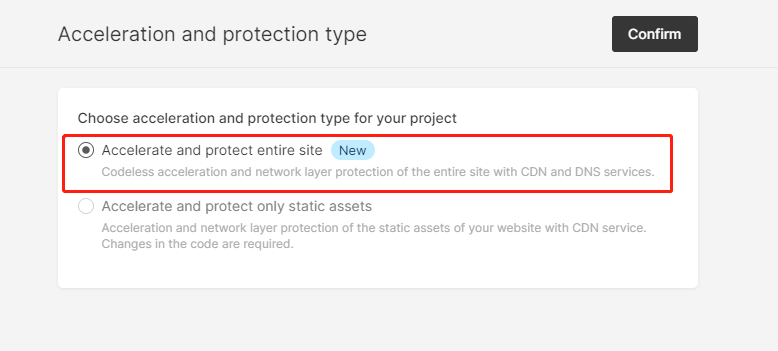 Acceleration and protection type
Confirm
Choose acceleration and protection type for your project
Accelerate and protect entire site New
Codeless acceleration and network layer protection of the entire site with CDN and DNS services.
Accelerate and protect only static assets
Acceleration and network layer protection of the static assets of your website with CDN service.
Changes in the code are required.